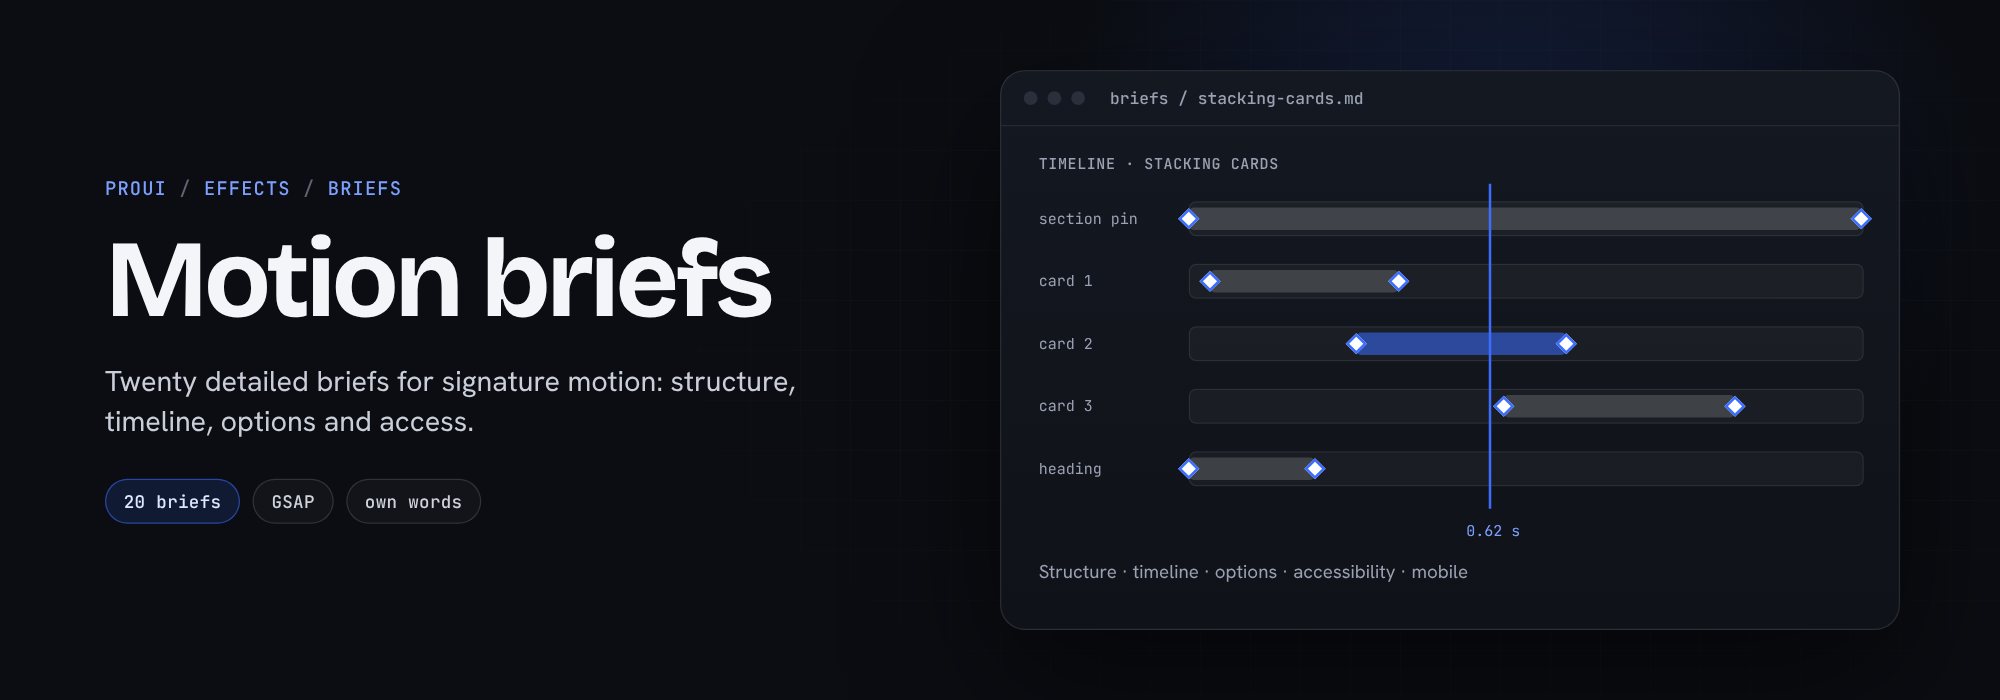 PROUI / EFFECTS / BRIEFS
Motion briefs
Twenty detailed briefs for signature motion: structure,
timeline, options and access.
20 briefs
GSAP
own words
briefs / stacking-cards.md
TIMELINE · STACKING CARDS
section pin
card 1
card 2
card 3
heading
0.62 s
Structure · timeline · options · accessibility · mobile